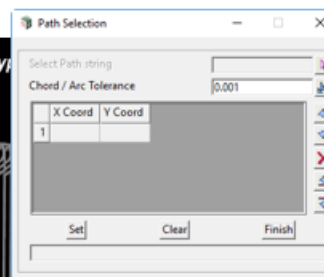 Path Selection
Select Path string
Chord / Arc Tolerance 0.001
X Coord Y Coord
1
Set Clear Finish